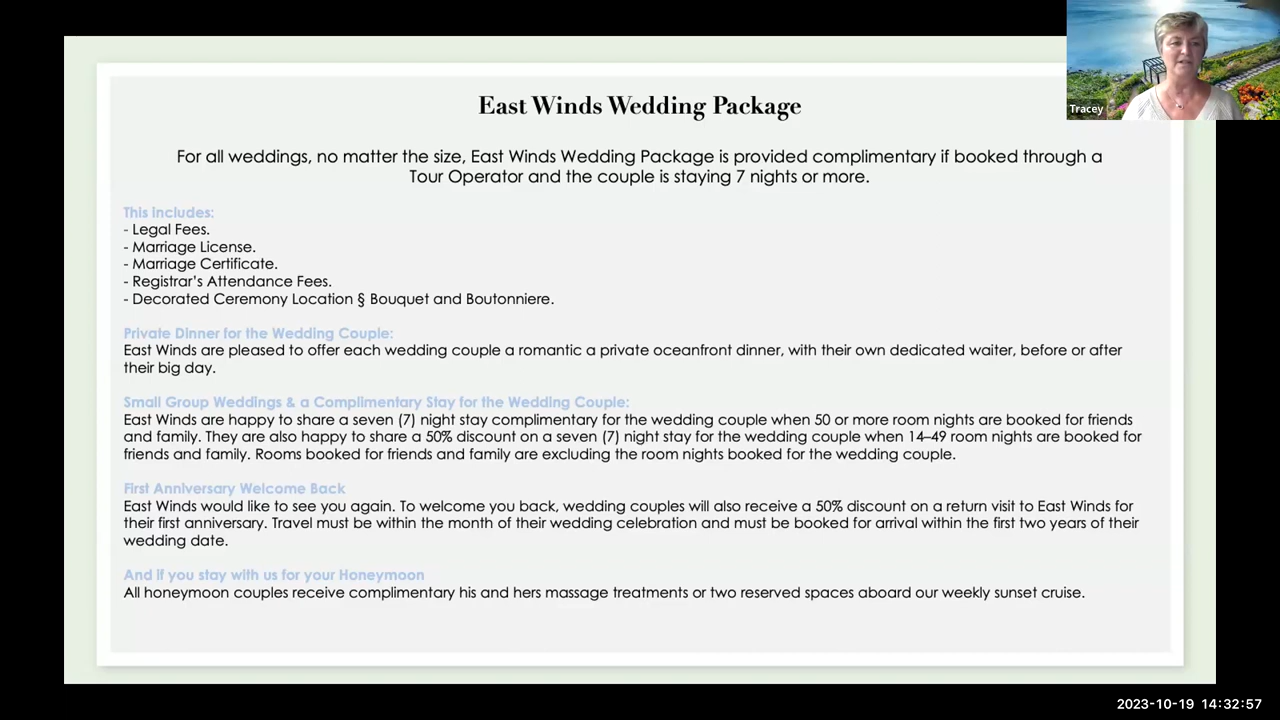 East Winds Wedding Package
Tracey
For all weddings, no matter the size, East Winds Wedding Package is provided complimentary if booked through a
Tour Operator and the couple is staying 7 nights or more.
This includes:
- Legal Fees.
- Marriage License.
- Marriage Certificate.
- Registrar's Attendance Fees.
- Decorated Ceremony Location § Bouquet and Boutonniere.
Private Dinner for the Wedding Couple:
East Winds are pleased to offer each wedding couple a romantic a private oceanfront dinner, with their own dedicated waiter, before or after
their big day.
Small Group Weddings & a Complimentary Stay for the Wedding Couple:
East Winds are happy to share a seven (7) night stay complimentary for the wedding couple when 50 or more room nights are booked for friends
and family. They are also happy to share a 50% discount on a seven (7) night stay for the wedding couple when 14–49 room nights are booked for
friends and family. Rooms booked for friends and family are excluding the room nights booked for the wedding couple.
First Anniversary Welcome Back
East Winds would like to see you again. To welcome you back, wedding couples will also receive a 50% discount on a return visit to East Winds for
their first anniversary. Travel must be within the month of their wedding celebration and must be booked for arrival within the first two years of their
wedding date.
And if you stay with us for your Honeymoon
All honeymoon couples receive complimentary his and hers massage treatments or two reserved spaces aboard our weekly sunset cruise.
2023-10-19 14:32:57